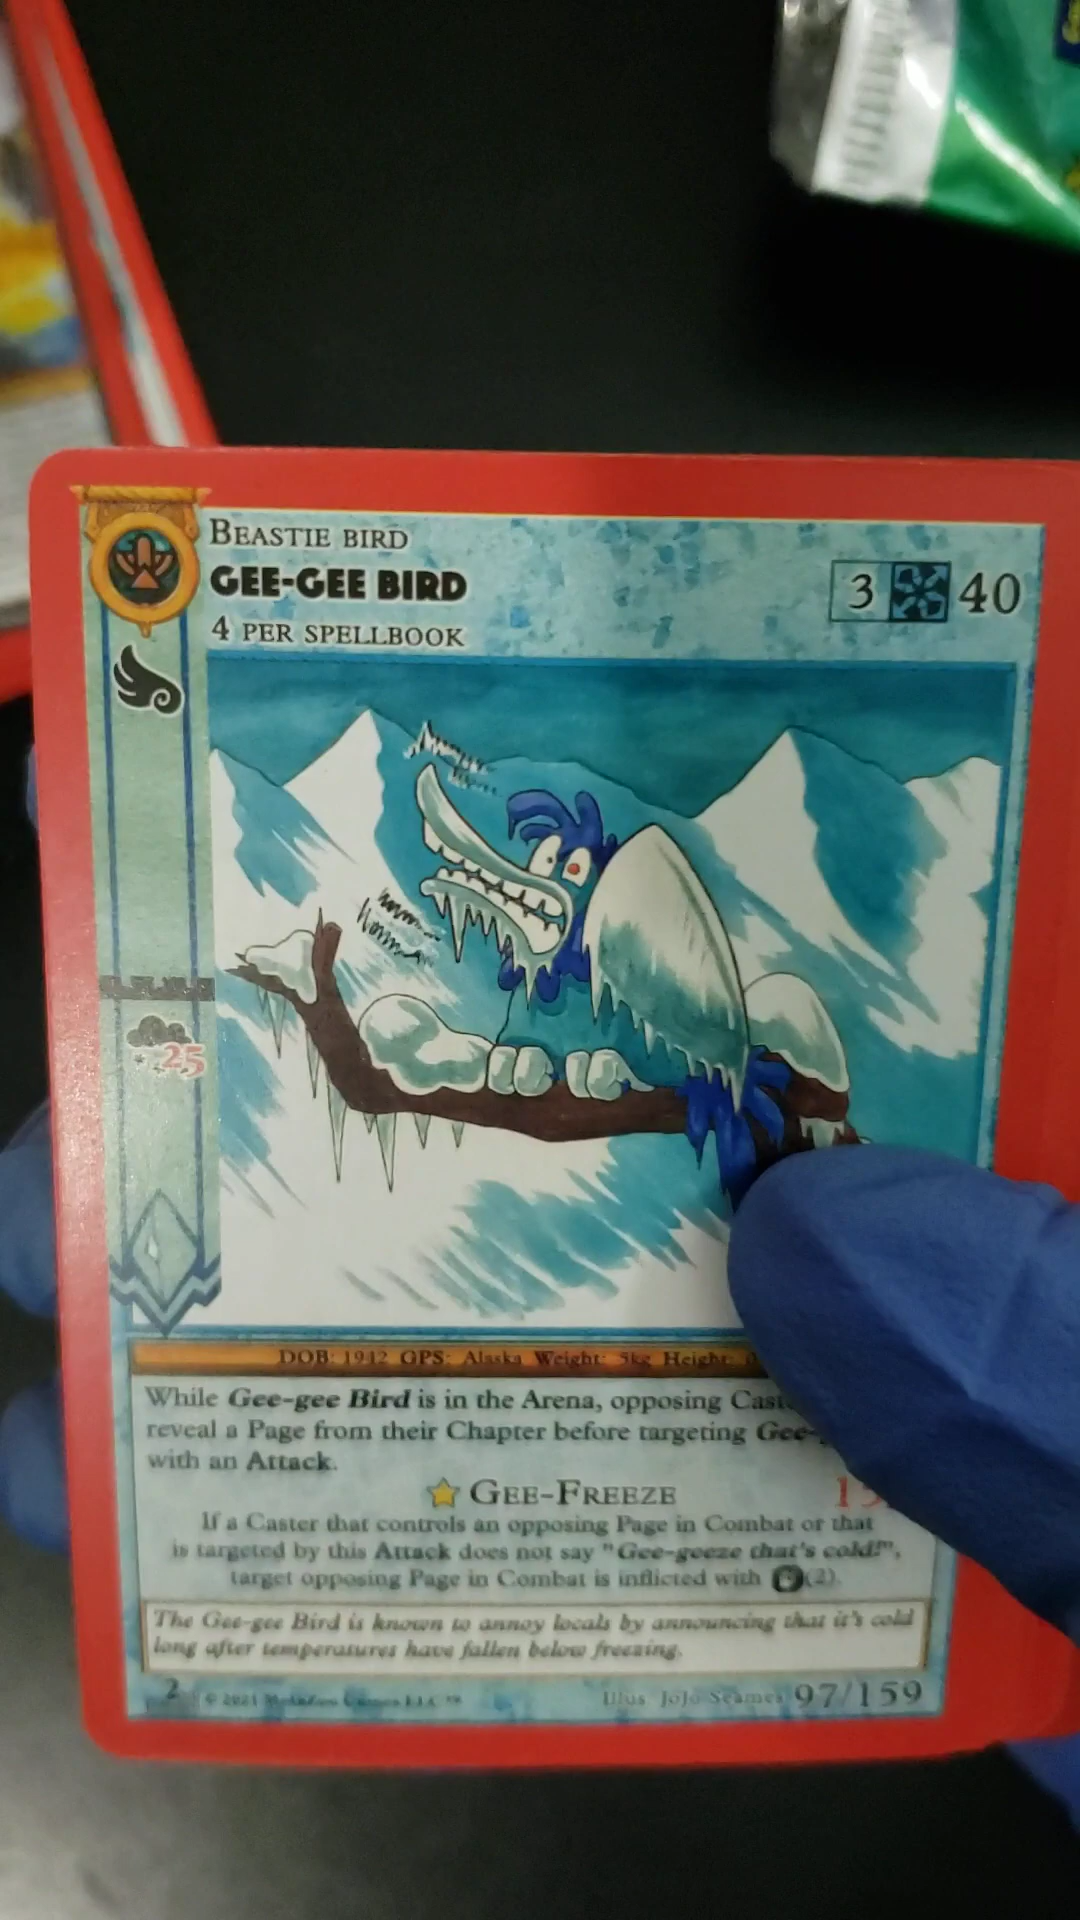 BEASTIE BIRD
GEE-GEE BIRD
4 PER SPELLBOOK
3 40
25
DOB: 1912 GPS: Alaska Weight: 5kg Height:
While Gee-gee Bird is in the Arena, opposing
reveal a Page from their Chapter before targeting Gee-
with an Attack.
GEE-FREEZE
If a Caster that controls an opposing Page in Combat or that
is targeted by this Attack does not say "Gee-geeze that's cold!",
target opposing Page in Combat is inflicted with (2).
The Gee-gee Bird is known to annoy locals by announcing that it's cold
long after temperatures have fallen below freezing.
2 © 2021 MetaZoo Games LLC ™ Illus. JoJo Seames 97/159